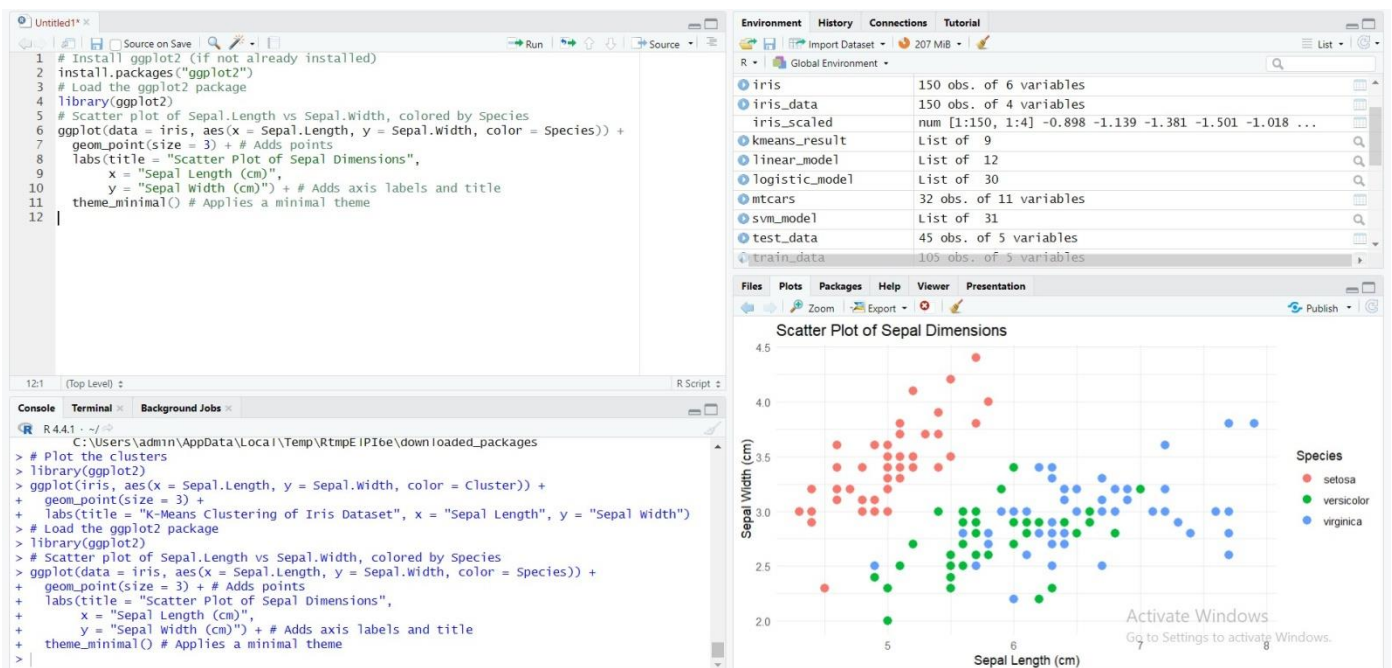 Untitled1*
Source on Save
Run
Source
1 # Install ggplot2 (if not already installed)
2 install.packages("ggplot2")
3 # Load the ggplot2 package
4 library(ggplot2)
5 # Scatter plot of Sepal.Length vs Sepal.Width, colored by Species
6 ggplot(data = iris, aes(x = Sepal.Length, y = Sepal.Width, color = Species)) +
7 geom_point(size = 3) + # Adds points
8 labs(title = "Scatter Plot of Sepal Dimensions",
9 x = "Sepal Length (cm)",
10 y = "Sepal Width (cm)") + # Adds axis labels and title
11 theme_minimal() # Applies a minimal theme
12
12:1 (Top Level) R Script
Console Terminal Background Jobs
R 4.4.1 · ~/
C:\Users\admin\AppData\Local\Temp\RtmpEIPI6e\downloaded_packages
> # Plot the clusters
> library(ggplot2)
> ggplot(iris, aes(x = Sepal.Length, y = Sepal.Width, color = Cluster)) +
+ geom_point(size = 3) +
+ labs(title = "K-Means Clustering of Iris Dataset", x = "Sepal Length", y = "Sepal Width")
> # Load the ggplot2 package
> library(ggplot2)
> # Scatter plot of Sepal.Length vs Sepal.Width, colored by Species
> ggplot(data = iris, aes(x = Sepal.Length, y = Sepal.Width, color = Species)) +
+ geom_point(size = 3) + # Adds points
+ labs(title = "Scatter Plot of Sepal Dimensions",
+ x = "Sepal Length (cm)",
+ y = "Sepal Width (cm)") + # Adds axis labels and title
+ theme_minimal() # Applies a minimal theme
>
Environment History Connections Tutorial
Import Dataset 207 MiB List
R Global Environment
iris 150 obs. of 6 variables
iris_data 150 obs. of 4 variables
iris_scaled num [1:150, 1:4] -0.898 -1.139 -1.381 -1.501 -1.018 ...
kmeans_result List of 9
linear_model List of 12
logistic_model List of 30
mtcars 32 obs. of 11 variables
svm_model List of 31
test_data 45 obs. of 5 variables
train_data 105 obs. of 5 variables
Files Plots Packages Help Viewer Presentation
Zoom Export Publish
Scatter Plot of Sepal Dimensions
4.5
4.0
3.5
3.0
2.5
2.0
Sepal Width (cm)
5 6 7 8
Sepal Length (cm)
Species
setosa
versicolor
virginica
Activate Windows
Go to Settings to activate Windows.